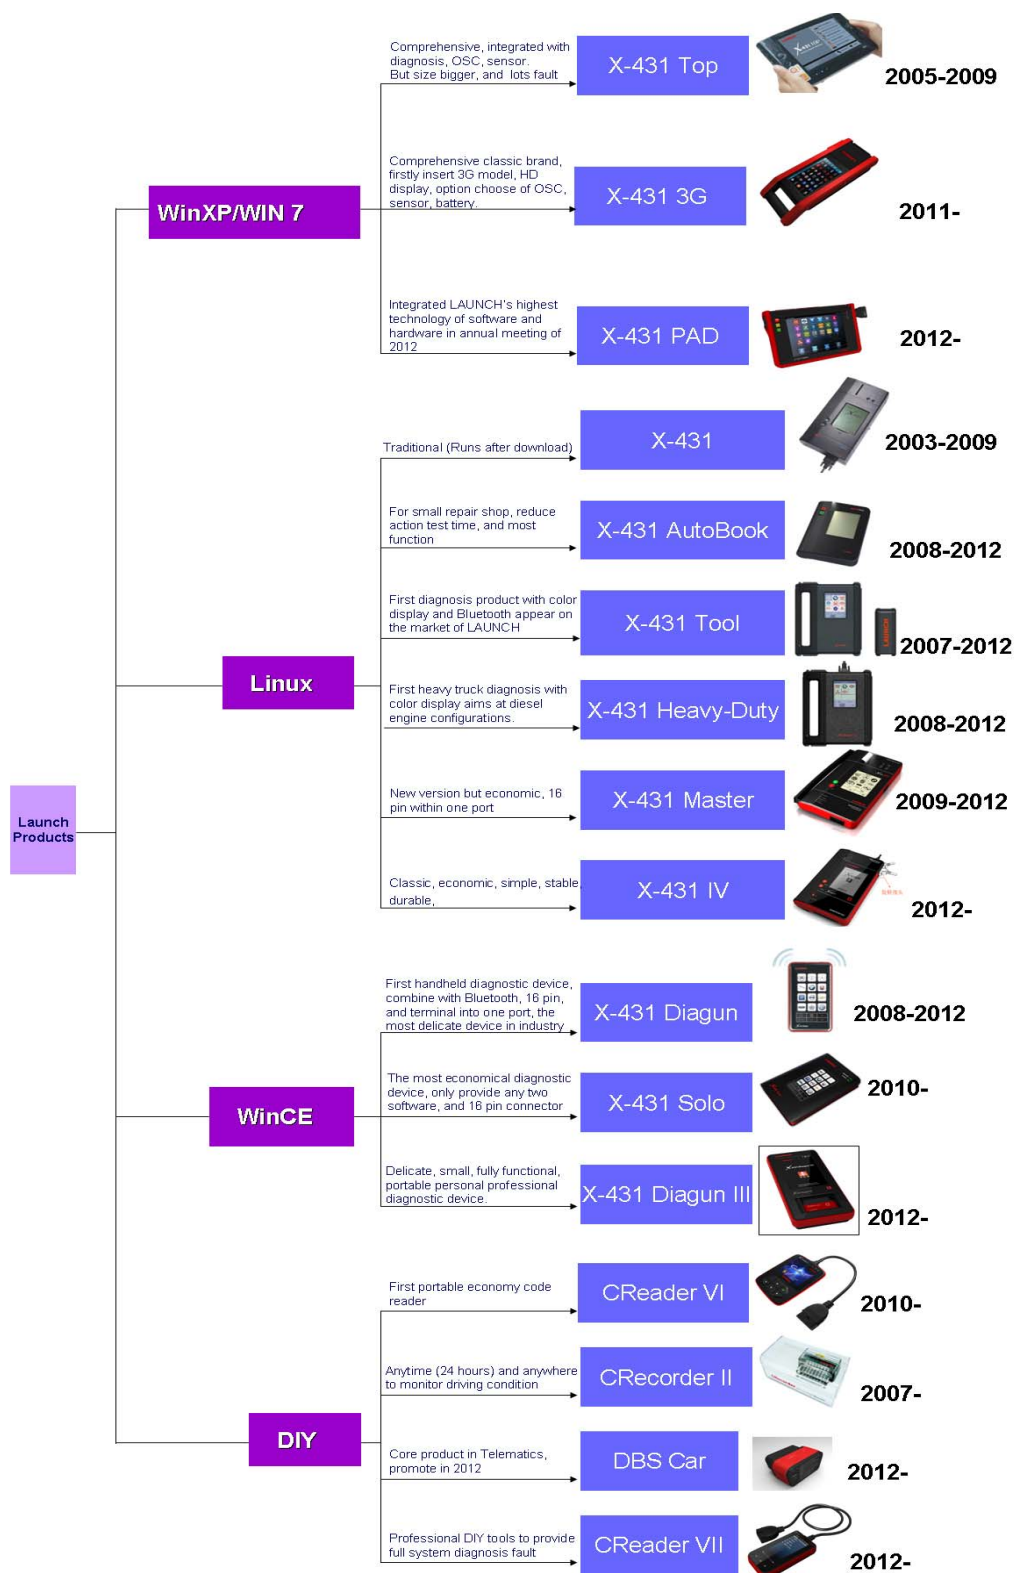 Comprehensive, integrated with
diagnosis, OSC, sensor.
But size bigger, and lots fault
X-431 Top
2005-2009
Comprehensive classic brand,
firstly insert 3G model, HD
display, option choose of OSC,
sensor, battery.
X-431 3G
2011-
WinXP/WIN 7
Integrated LAUNCH's highest
technology of software and
hardware in annual meeting of
2012
X-431 PAD
2012-
Traditional (Runs after download)
X-431
2003-2009
For small repair shop, reduce
action test time, and most
function
X-431 AutoBook
2008-2012
First diagnosis product with color
display and Bluetooth appear on
the market of LAUNCH
X-431 Tool
LAUNCH
2007-2012
Linux
First heavy truck diagnosis with
color display aims at diesel
engine configurations.
X-431 Heavy-Duty
2008-2012
New version but economic, 16
pin within one port
X-431 Master
2009-2012
Launch
Products
Classic, economic, simple, stable,
durable,
X-431 IV
2012-
First handheld diagnostic device,
combine with Bluetooth, 16 pin,
and terminal into one port, the
most delicate device in industry
X-431 Diagun
2008-2012
WinCE
The most economical diagnostic
device, only provide any two
software, and 16 pin connector
X-431 Solo
2010-
Delicate, small, fully functional,
portable personal professional
diagnostic device.
X-431 Diagun III
2012-
First portable economy code
reader
CReader VI
2010-
Anytime (24 hours) and anywhere
to monitor driving condition
CRecorder II
2007-
DIY
Core product in Telematics,
promote in 2012
DBS Car
2012-
Professional DIY tools to provide
full system diagnosis fault
CReader VII
2012-